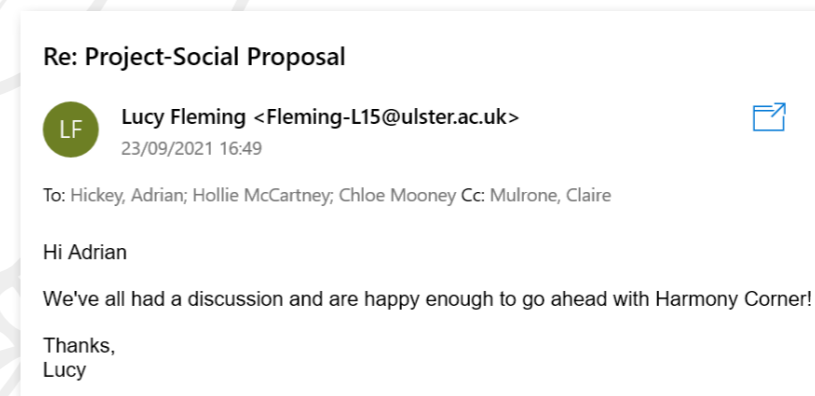 Re: Project-Social Proposal
LF
Lucy Fleming <Fleming-L15@ulster.ac.uk>
23/09/2021 16:49
To: Hickey, Adrian; Hollie McCartney; Chloe Mooney Cc: Mulrone, Claire
Hi Adrian
We've all had a discussion and are happy enough to go ahead with Harmony Corner!
Thanks,
Lucy